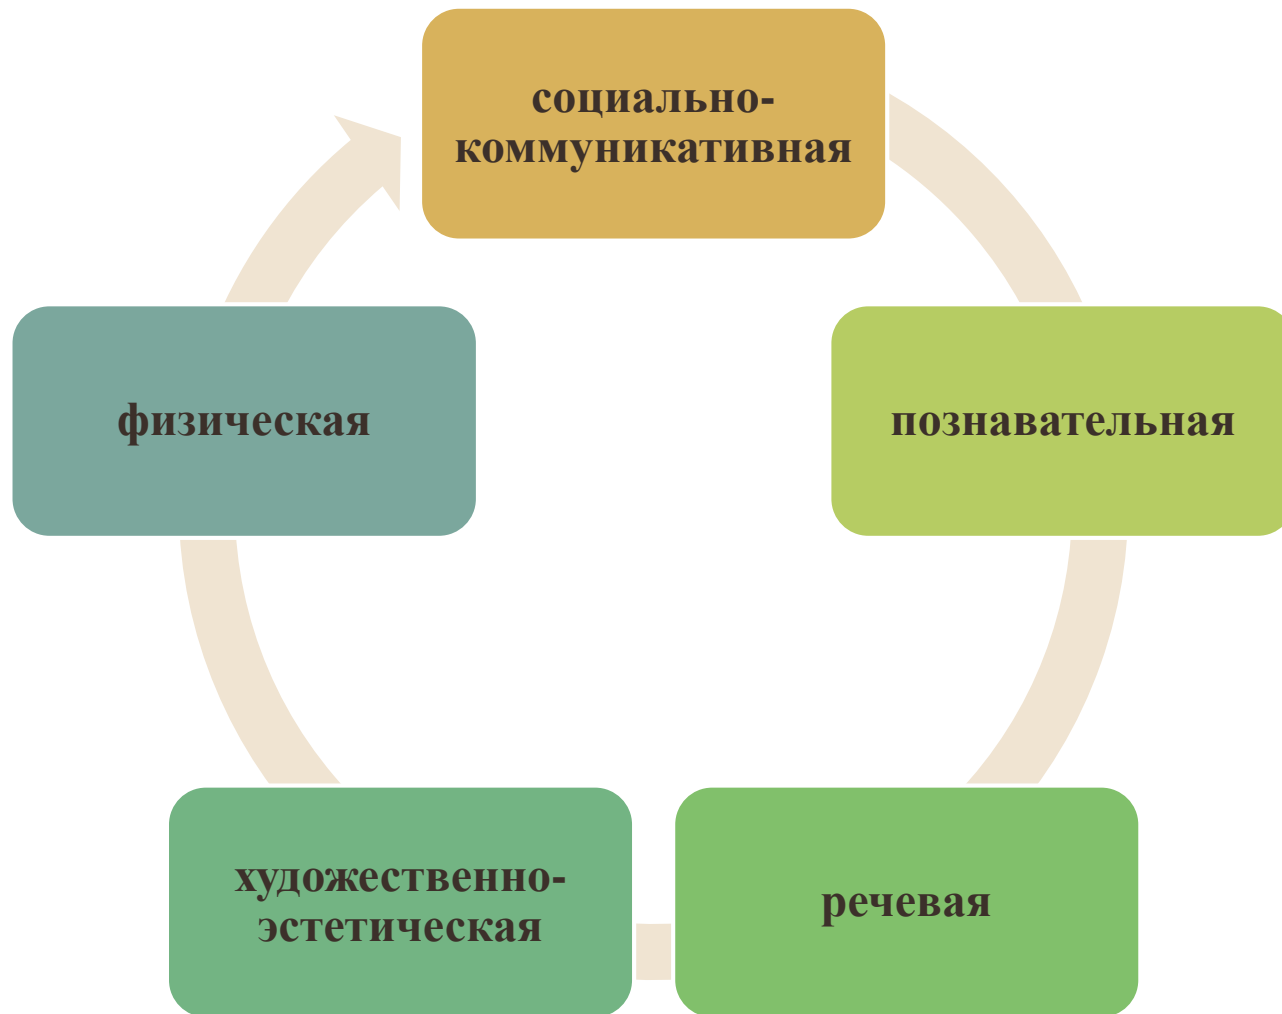 социально-
коммуникативная
познавательная
речевая
художественно-
эстетическая
физическая